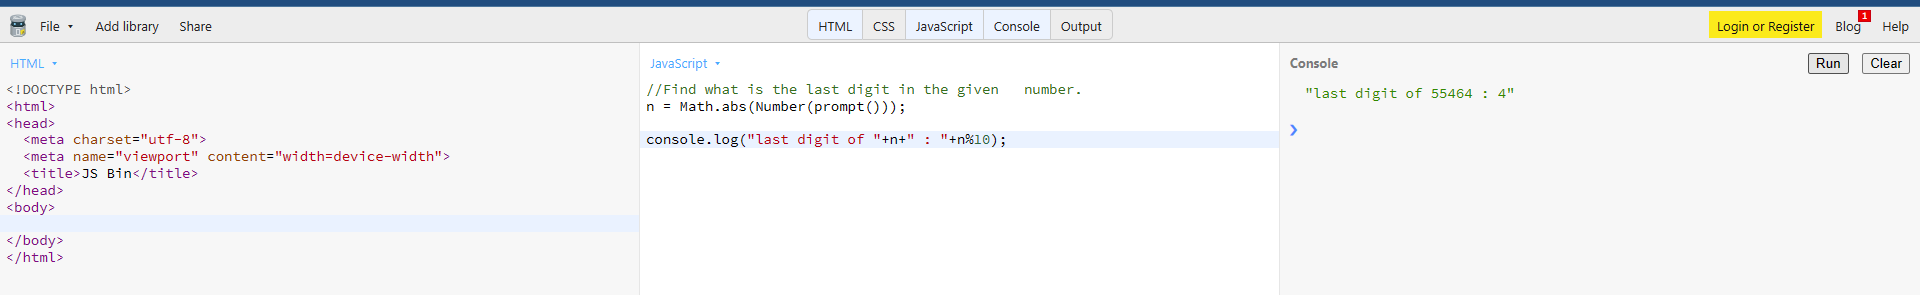 File Add library Share HTML CSS JavaScript Console Output Login or Register Blog 1 Help
HTML
<!DOCTYPE html>
<html>
<head>
  <meta charset="utf-8">
  <meta name="viewport" content="width=device-width">
  <title>JS Bin</title>
</head>
<body>
</body>
</html>
JavaScript
//Find what is the last digit in the given   number.
n = Math.abs(Number(prompt()));
console.log("last digit of "+n+" : "+n%10);
Console Run Clear
"last digit of 55464 : 4"